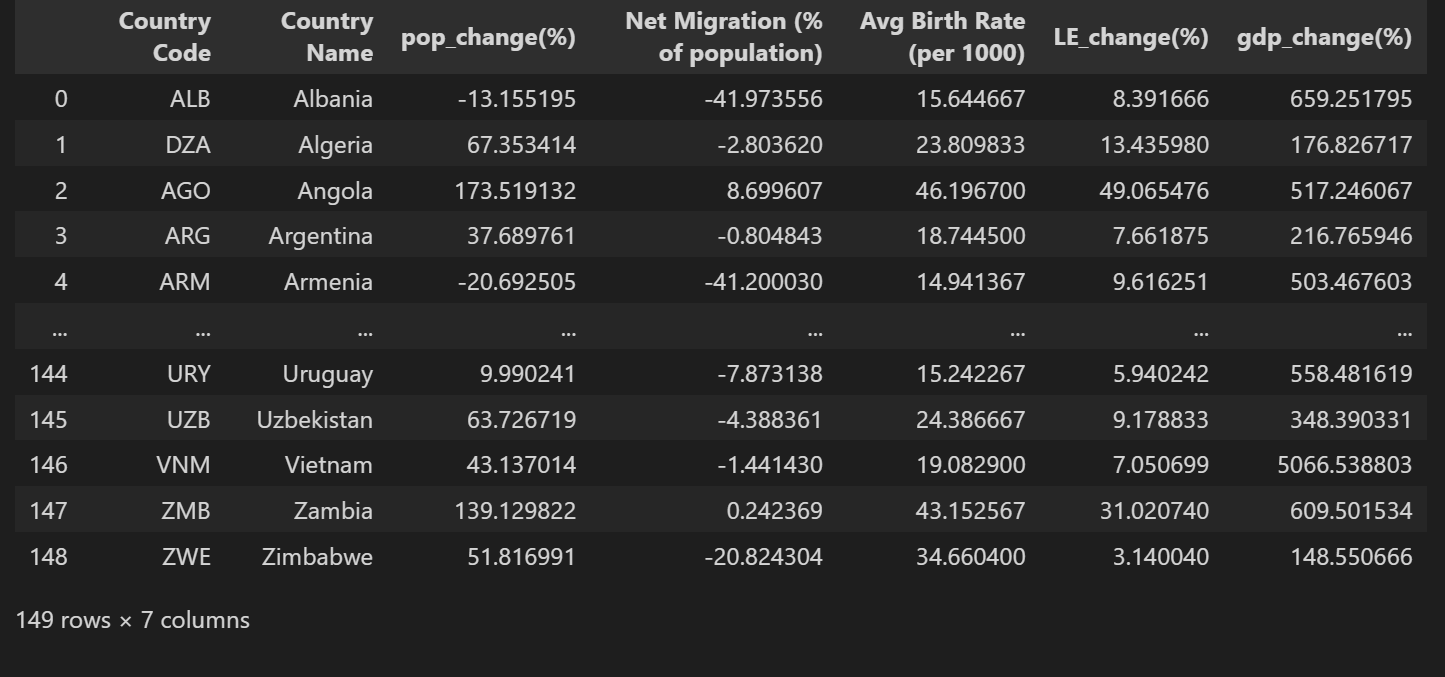 Country Code Country Name pop_change(%) Net Migration (% of population) Avg Birth Rate (per 1000) LE_change(%) gdp_change(%)
0 ALB Albania -13.155195 -41.973556 15.644667 8.391666 659.251795
1 DZA Algeria 67.353414 -2.803620 23.809833 13.435980 176.826717
2 AGO Angola 173.519132 8.699607 46.196700 49.065476 517.246067
3 ARG Argentina 37.689761 -0.804843 18.744500 7.661875 216.765946
4 ARM Armenia -20.692505 -41.200030 14.941367 9.616251 503.467603
... ... ... ... ... ... ... ...
144 URY Uruguay 9.990241 -7.873138 15.242267 5.940242 558.481619
145 UZB Uzbekistan 63.726719 -4.388361 24.386667 9.178833 348.390331
146 VNM Vietnam 43.137014 -1.441430 19.082900 7.050699 5066.538803
147 ZMB Zambia 139.129822 0.242369 43.152567 31.020740 609.501534
148 ZWE Zimbabwe 51.816991 -20.824304 34.660400 3.140040 148.550666
149 rows × 7 columns